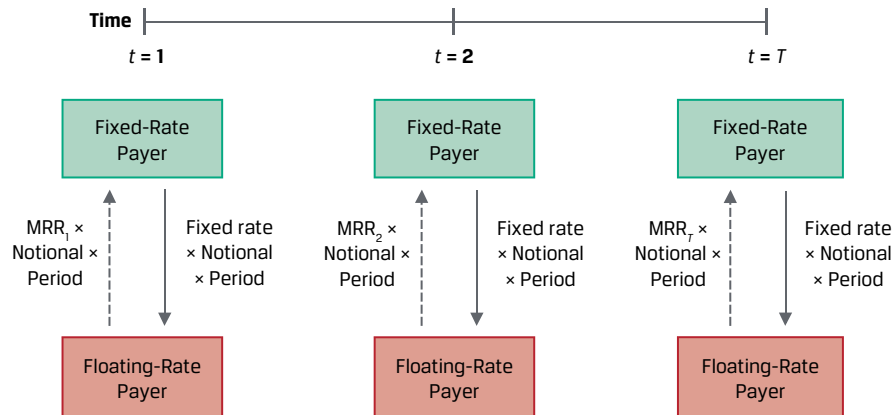 Time
t = 1
t = 2
t = T
Fixed-Rate
Payer
Fixed-Rate
Payer
Fixed-Rate
Payer
MRR₁ ×
Notional ×
Period
Fixed rate
× Notional
× Period
MRR₂ ×
Notional ×
Period
Fixed rate
× Notional
× Period
MRR_T ×
Notional ×
Period
Fixed rate
× Notional
× Period
Floating-Rate
Payer
Floating-Rate
Payer
Floating-Rate
Payer